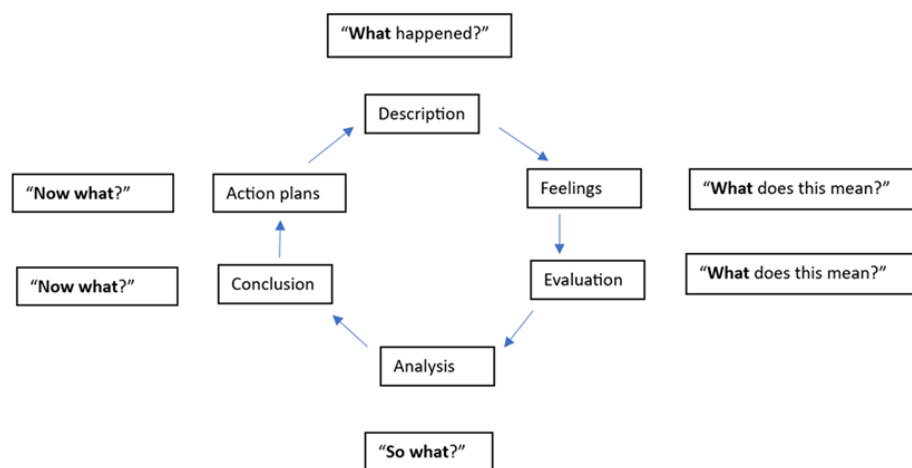 “What happened?”
Description
“Now what?”
Action plans
Feelings
“What does this mean?”
“Now what?”
Conclusion
Evaluation
“What does this mean?”
Analysis
“So what?”